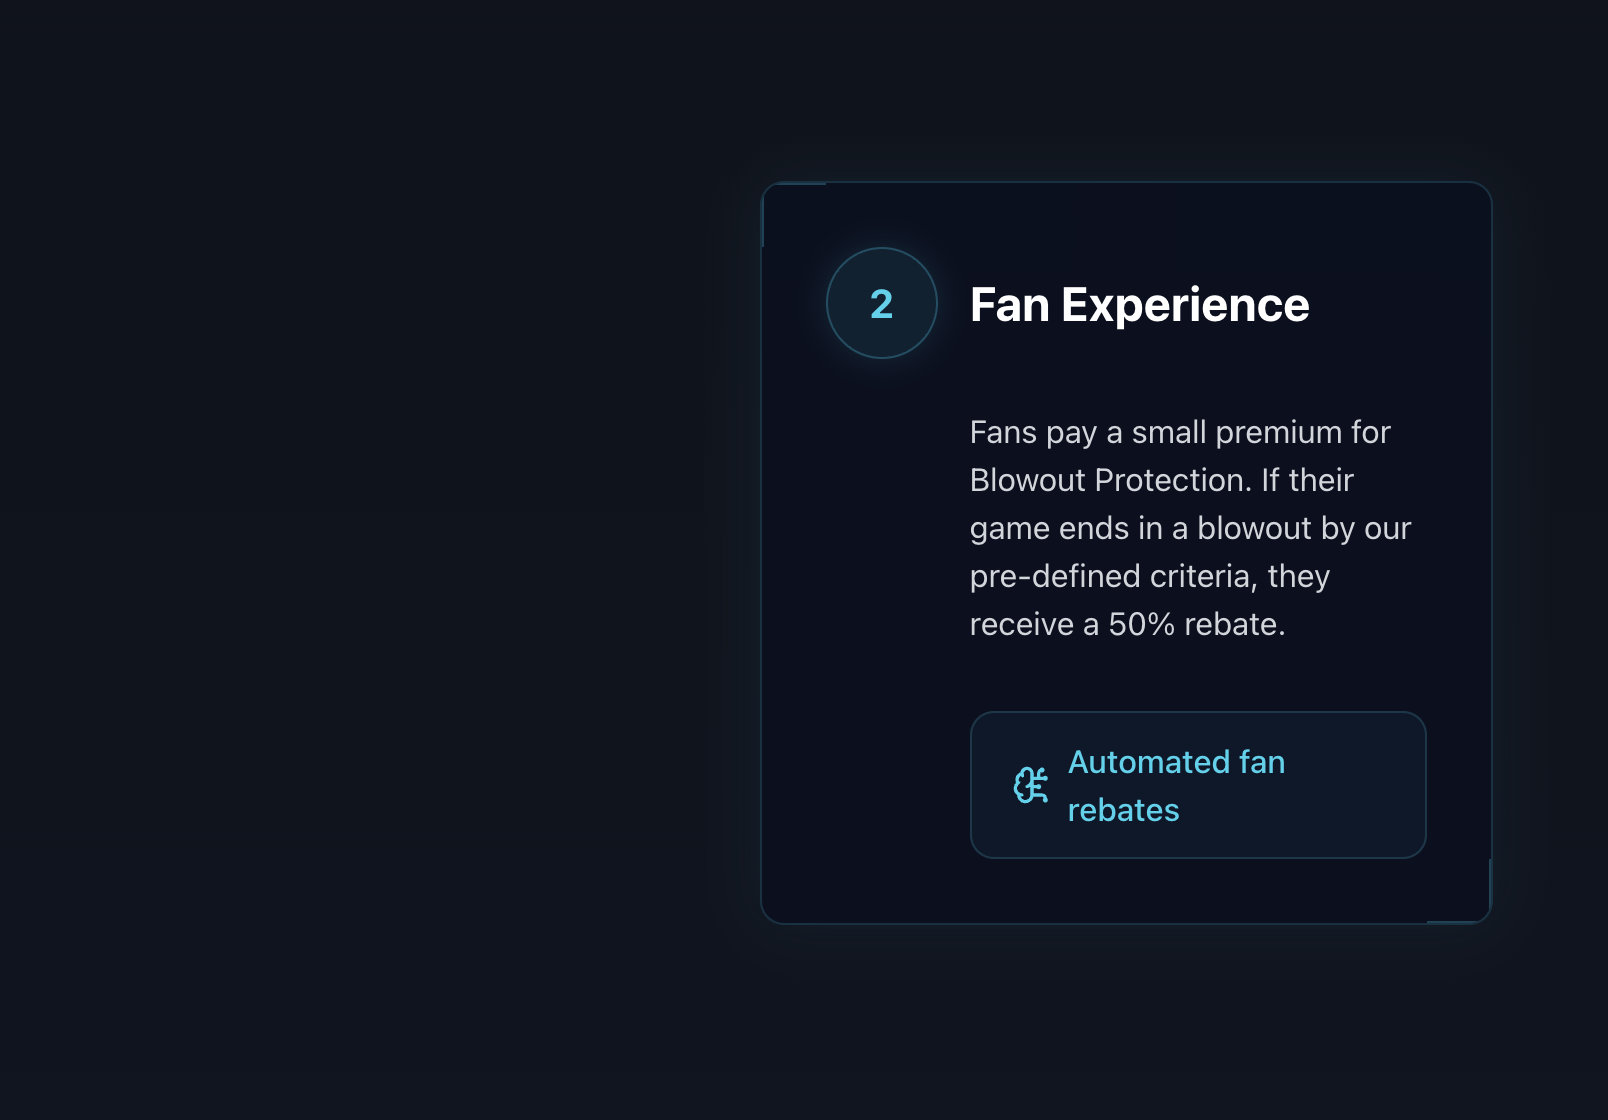 2
Fan Experience
Fans pay a small premium for
Blowout Protection. If their
game ends in a blowout by our
pre-defined criteria, they
receive a 50% rebate.
Automated fan
rebates